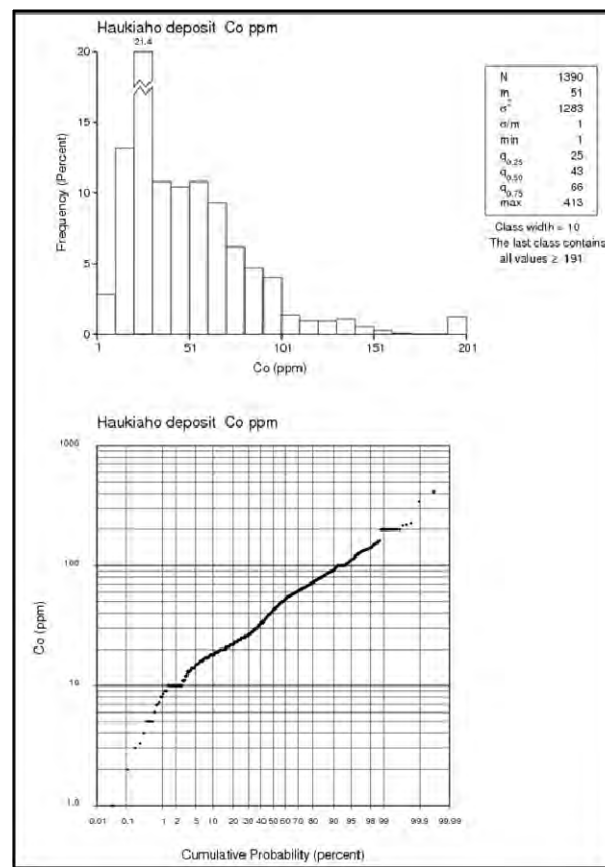 Haukiaho deposit Co ppm
21.4
20
15
10
5
0
Frequency (Percent)
1 51 101 151 201
Co (ppm)
N 1390
m 51
σ² 1283
σ/m 1
min 1
q0.25 25
q0.50 43
q0.75 66
max 413
Class width = 10
The last class contains
all values ≥ 191
Haukiaho deposit Co ppm
1000
100
10
1.0
Co (ppm)
0.01 0.1 1 2 5 10 20 30 40 50 60 70 80 90 95 98 99 99.9 99.99
Cumulative Probability (percent)